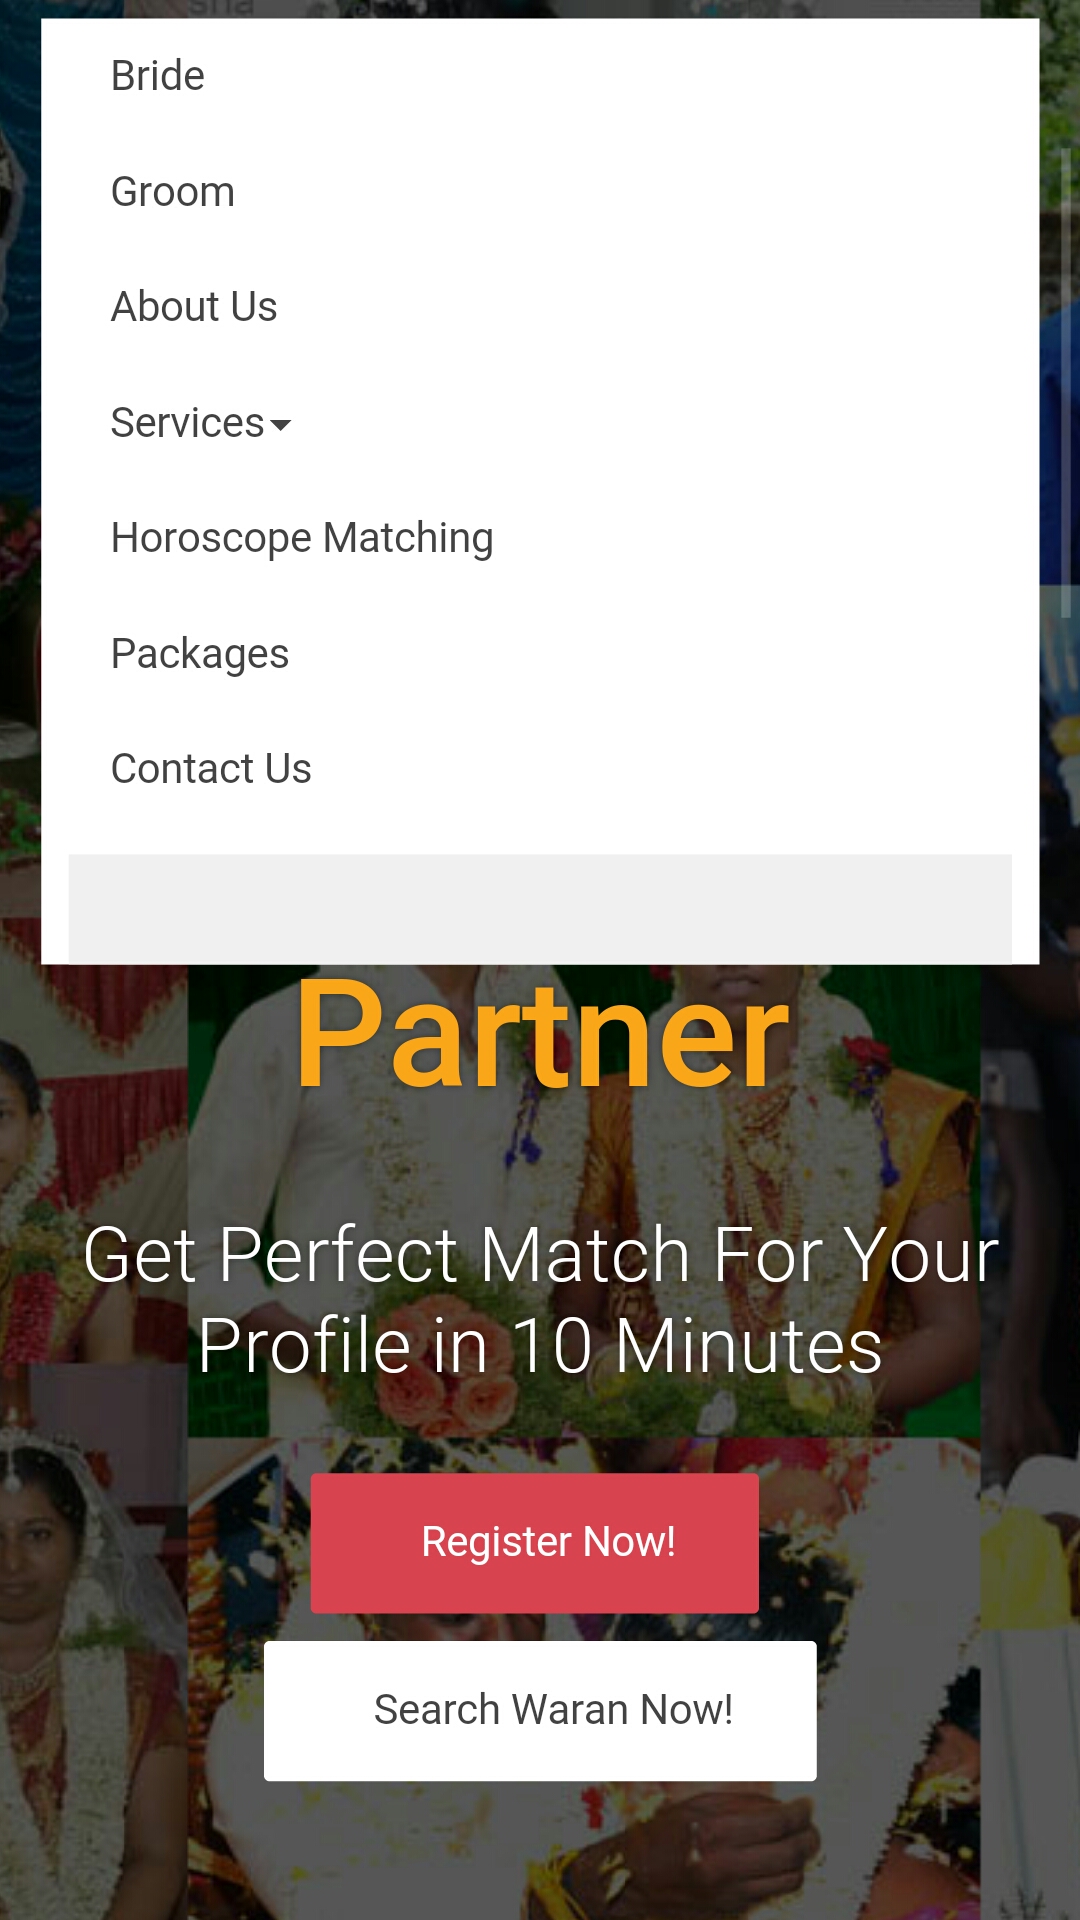 Bride
Groom
About Us
Services
Horoscope Matching
Packages
Contact Us
Partner
Get Perfect Match For Your
Profile in 10 Minutes
Register Now!
Search Waran Now!